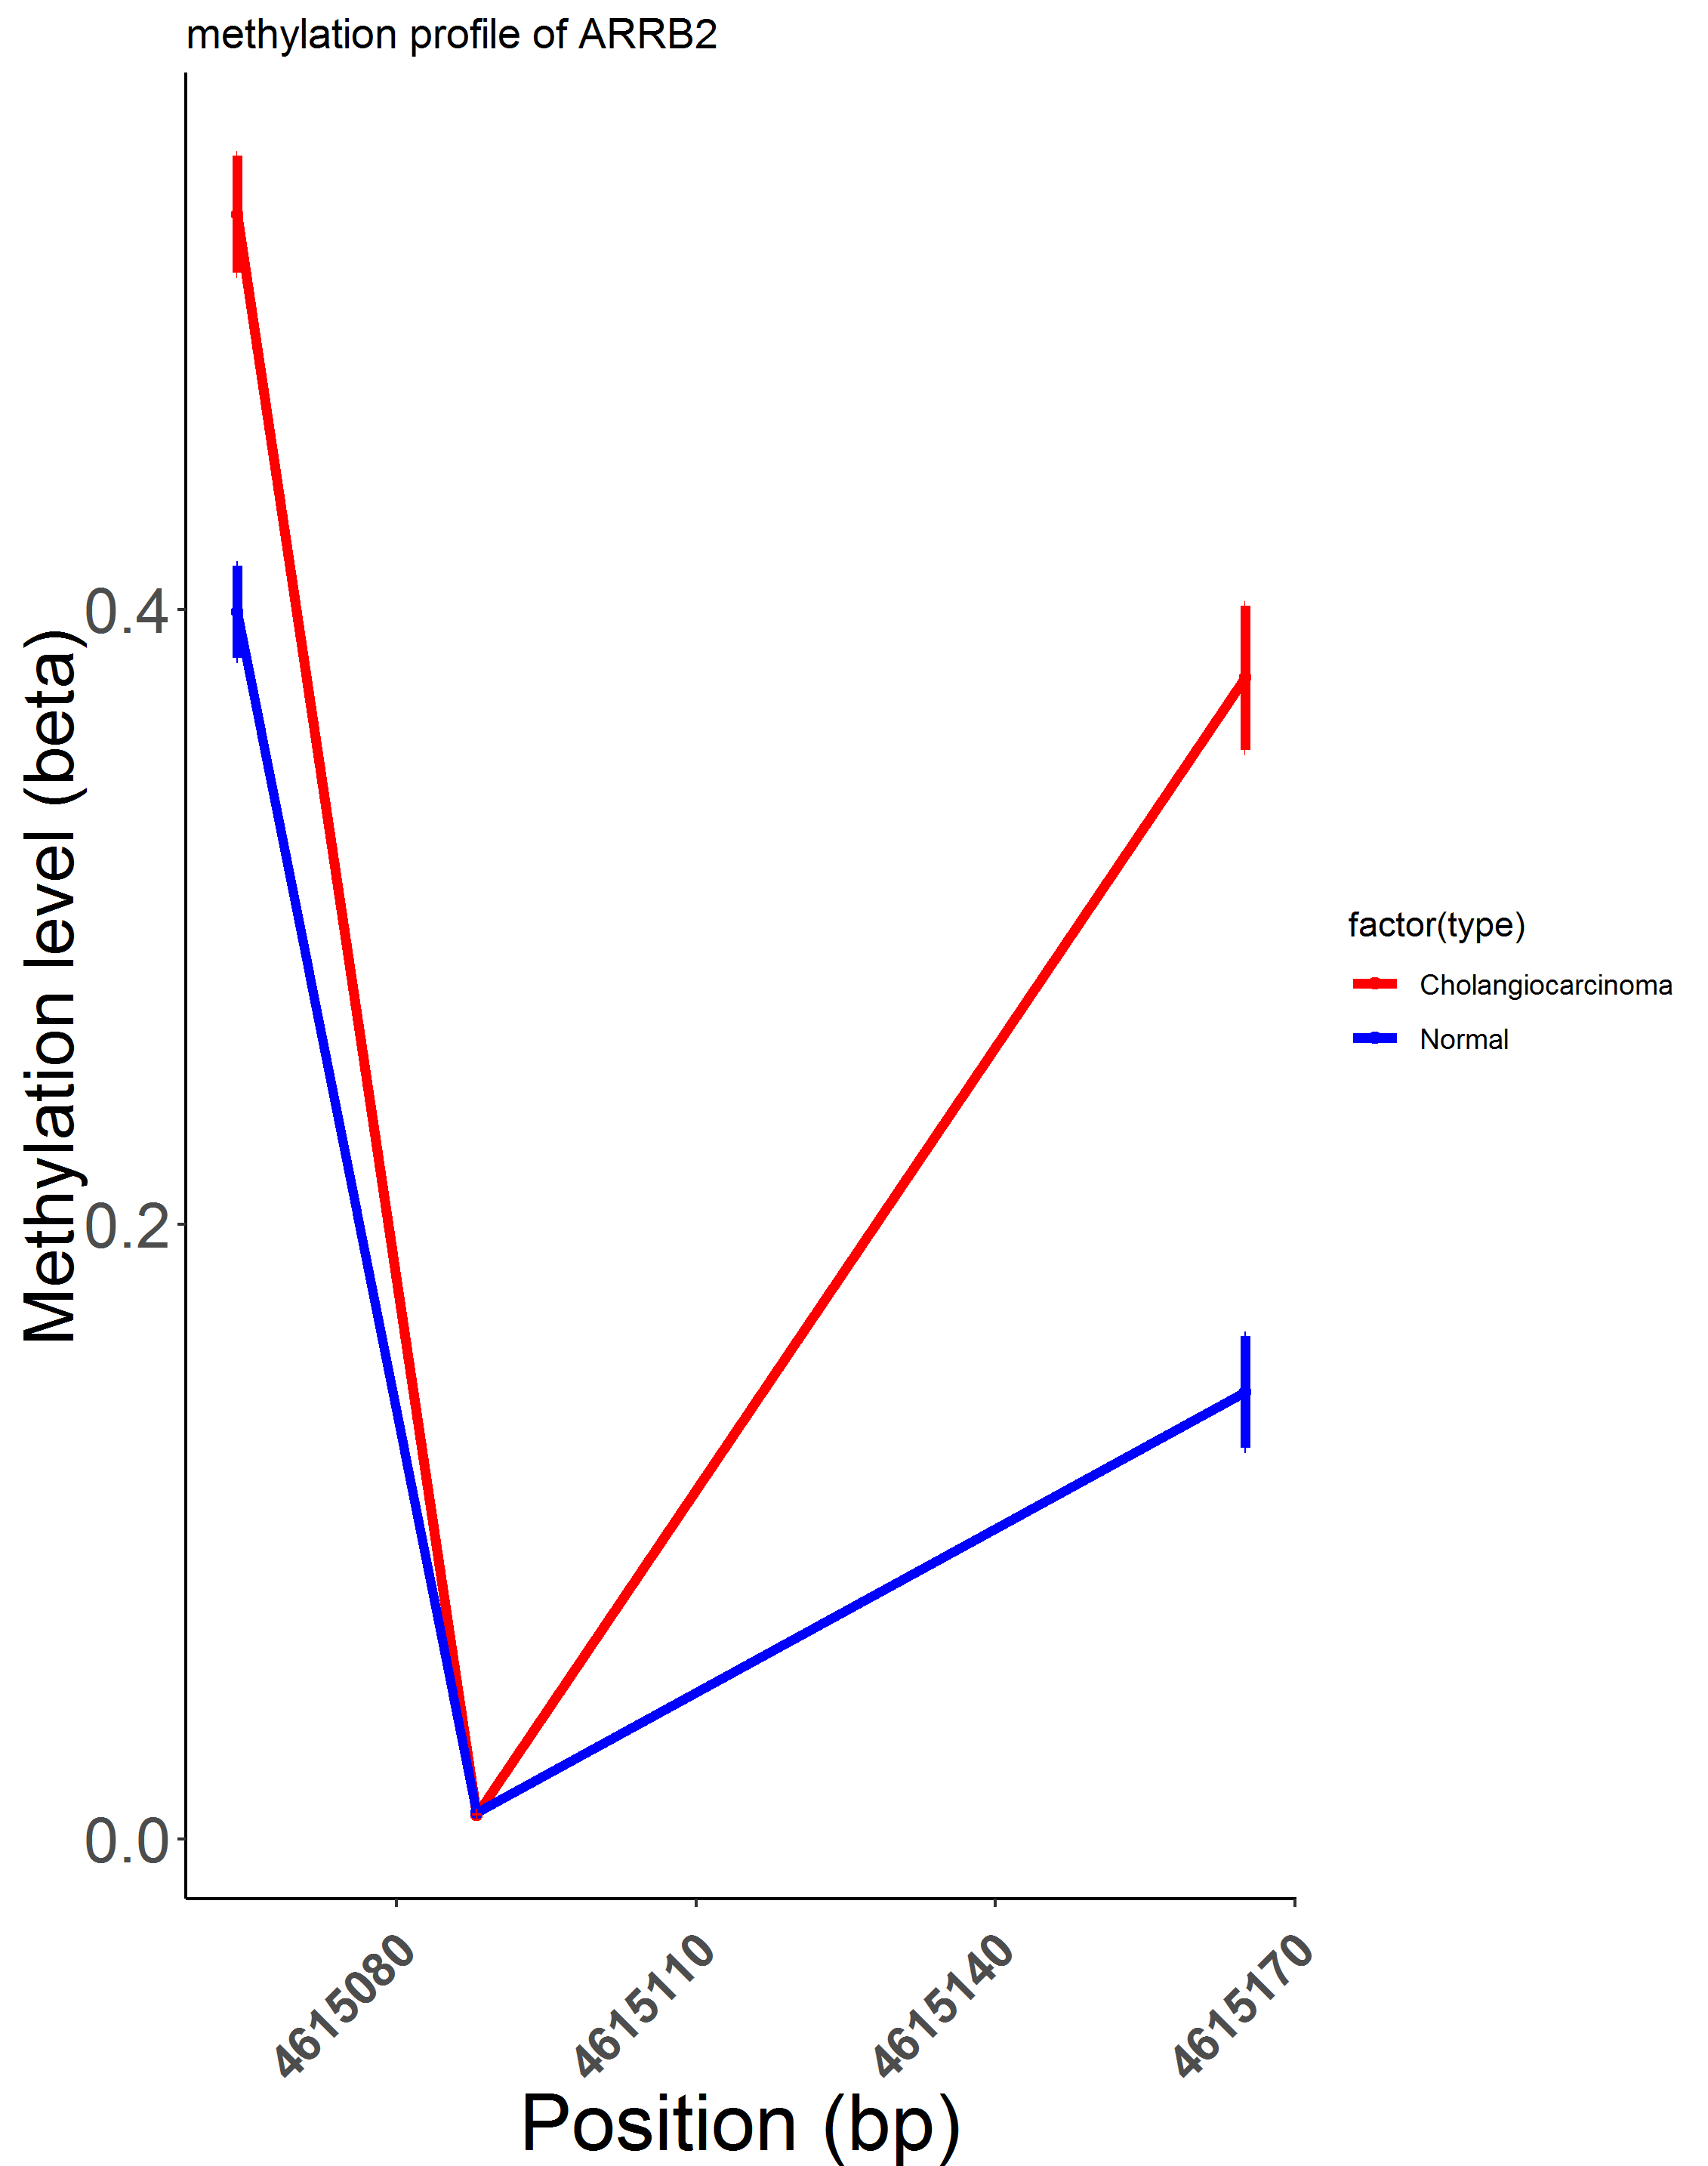 methylation profile of ARRB2
Methylation level (beta)
0.4
0.2
0.0
4615080
4615110
4615140
4615170
Position (bp)
factor(type)
Cholangiocarcinoma
Normal